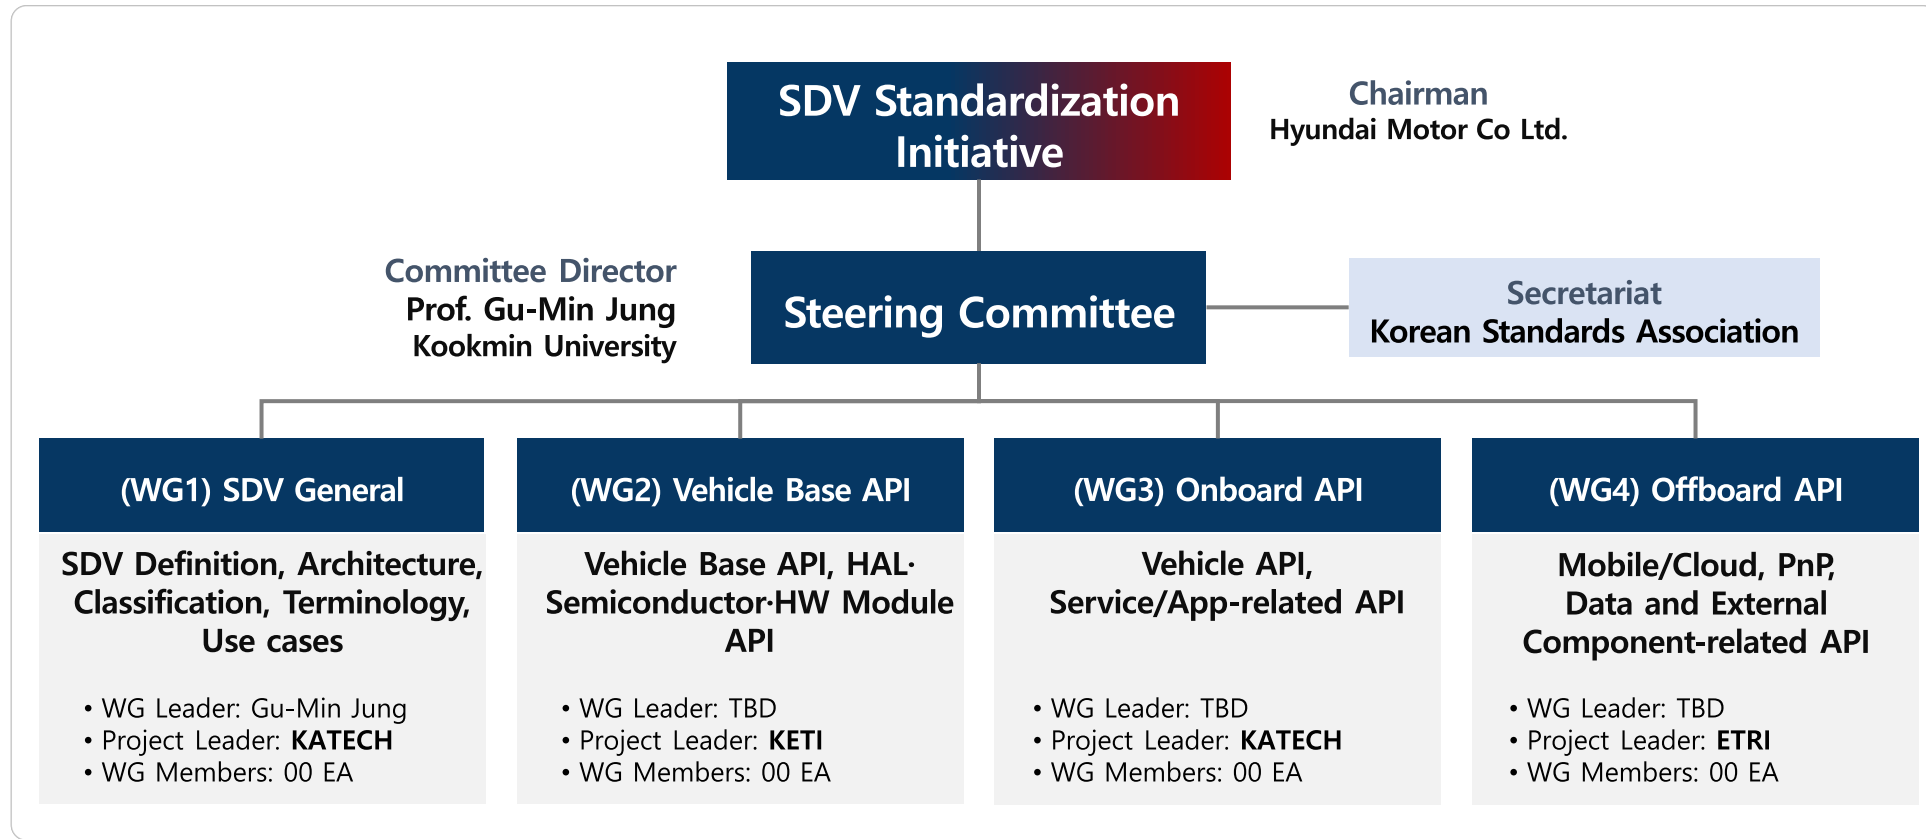 SDV Standardization
Initiative
Chairman
Hyundai Motor Co Ltd.
Committee Director
Prof. Gu-Min Jung
Kookmin University
Steering Committee
Secretariat
Korean Standards Association
(WG1) SDV General
SDV Definition, Architecture,
Classification, Terminology,
Use cases
• WG Leader: Gu-Min Jung
• Project Leader: KATECH
• WG Members: 00 EA
(WG2) Vehicle Base API
Vehicle Base API, HAL·
Semiconductor·HW Module
API
• WG Leader: TBD
• Project Leader: KETI
• WG Members: 00 EA
(WG3) Onboard API
Vehicle API,
Service/App-related API
• WG Leader: TBD
• Project Leader: KATECH
• WG Members: 00 EA
(WG4) Offboard API
Mobile/Cloud, PnP,
Data and External
Component-related API
• WG Leader: TBD
• Project Leader: ETRI
• WG Members: 00 EA